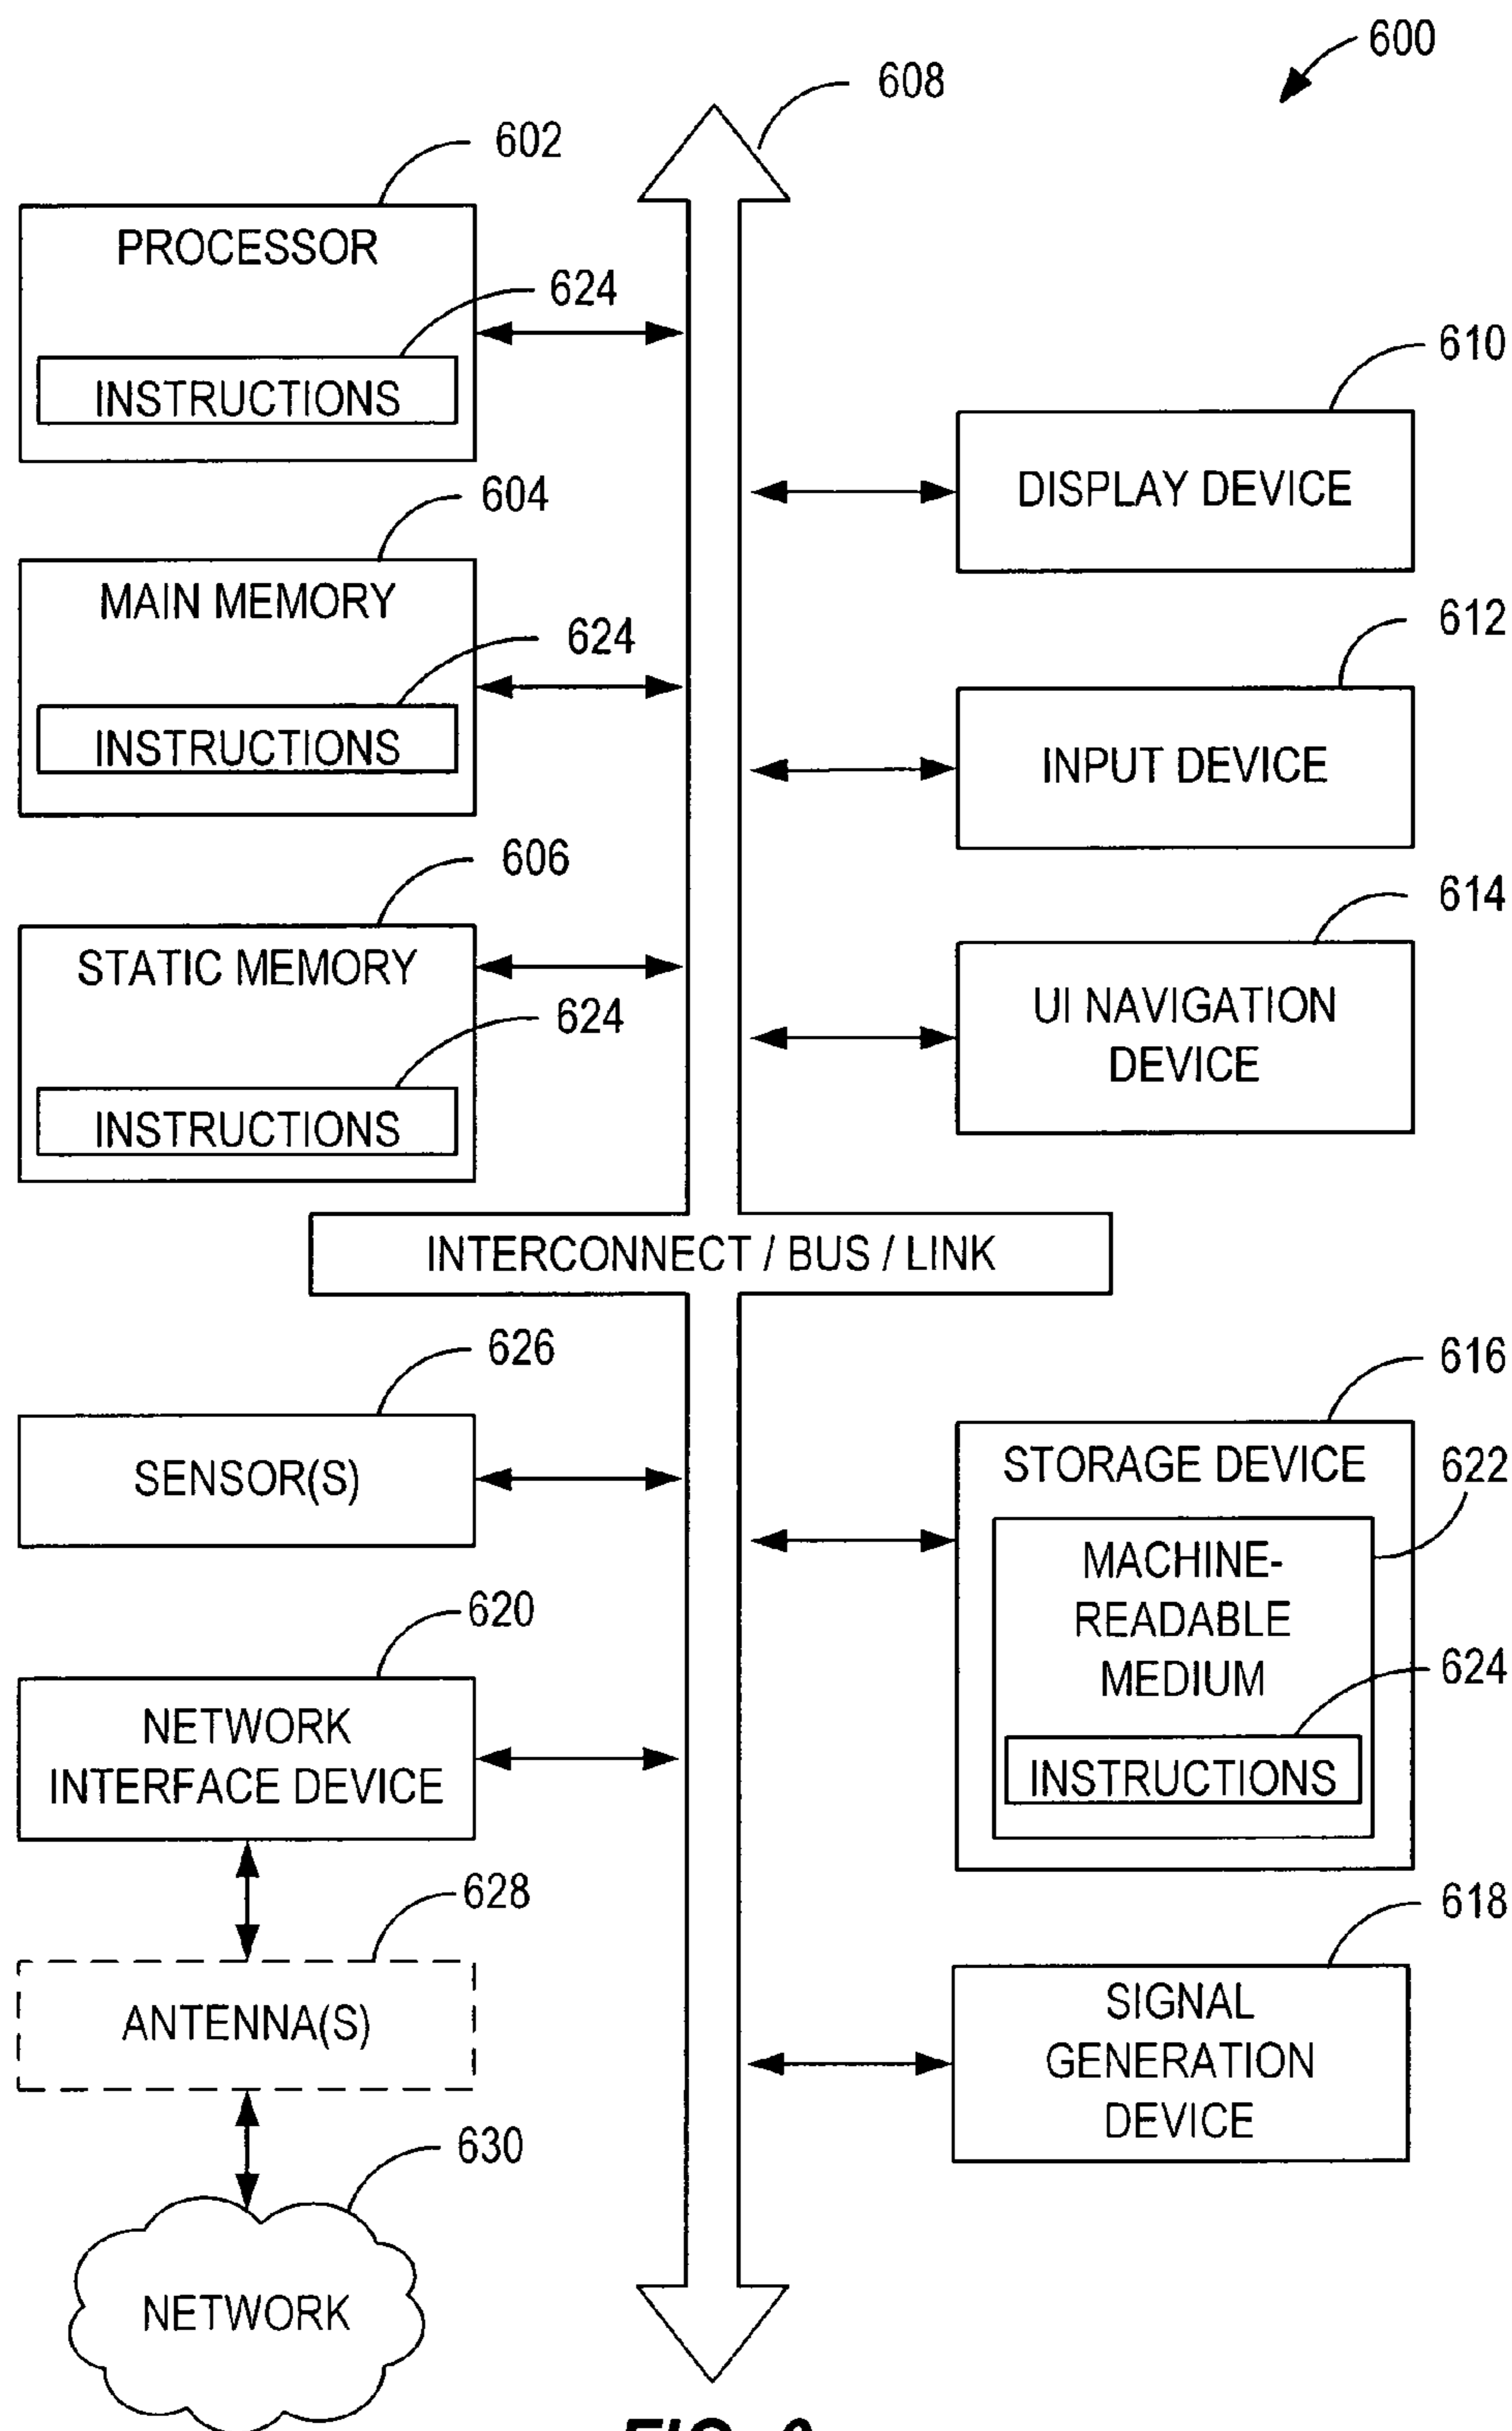 600
608
602
PROCESSOR
624
INSTRUCTIONS
610
DISPLAY DEVICE
604
MAIN MEMORY
624
INSTRUCTIONS
612
INPUT DEVICE
606
STATIC MEMORY
624
INSTRUCTIONS
614
UI NAVIGATION
DEVICE
INTERCONNECT / BUS / LINK
626
SENSOR(S)
616
STORAGE DEVICE
622
MACHINE-
READABLE
MEDIUM
624
INSTRUCTIONS
620
NETWORK
INTERFACE DEVICE
628
ANTENNA(S)
618
SIGNAL
GENERATION
DEVICE
630
NETWORK